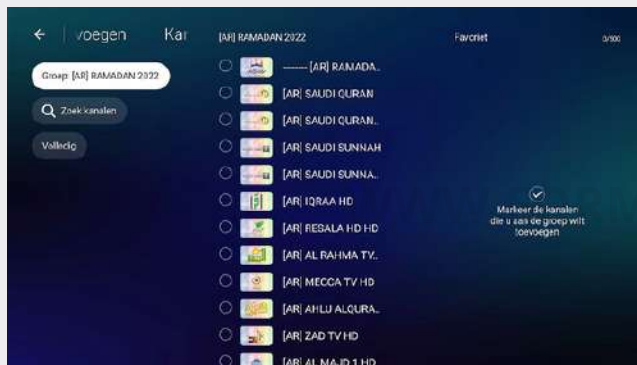 voegen Kar
Groep: [AR] RAMADAN 2022
Zoek kanalen
Volledig
[AR] RAMADAN 2022
[AR] RAMADA..
[AR] SAUDI QURAN
[AR] SAUDI QURAN..
[AR] SAUDI SUNNAH
[AR] SAUDI SUNNA..
[AR] IQRAA HD
[AR] RESALA HD HD
[AR] AL RAHMA TV..
[AR] MECCA TV HD
[AR] AHLU ALQURA..
[AR] ZAD TV HD
[AR] AL MAJD 1 HD
Favoriet
0/500
Markeer de kanalen
die u aan de groep wilt
toevoegen